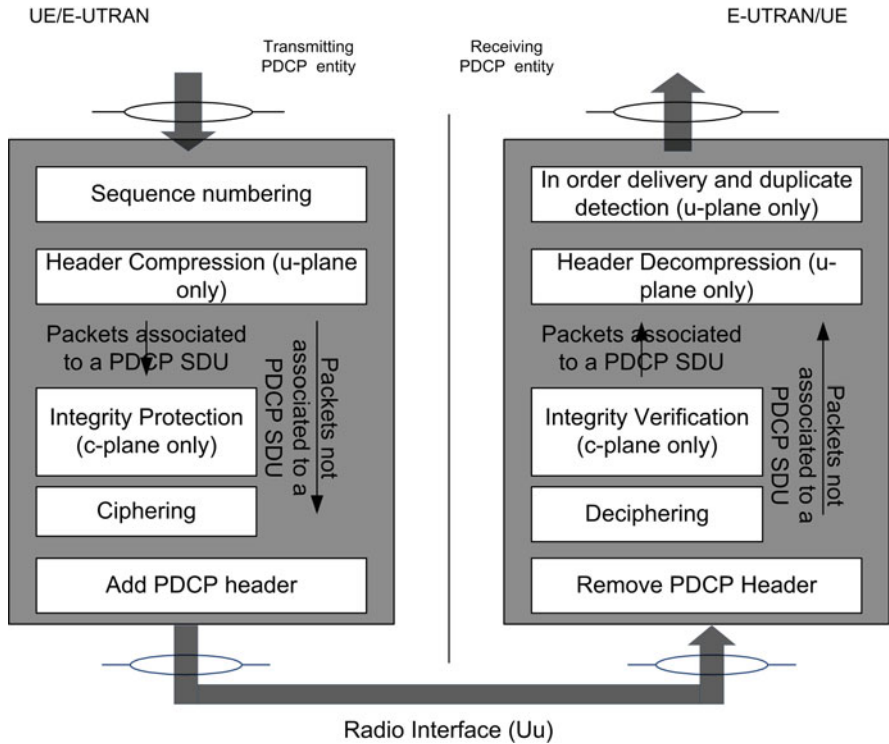 UE/E-UTRAN
E-UTRAN/UE
Transmitting
PDCP entity
Receiving
PDCP entity
Sequence numbering
Header Compression (u-plane
only)
Packets associated
to a PDCP SDU
Packets not
associated to a
PDCP SDU
Integrity Protection
(c-plane only)
Ciphering
Add PDCP header
In order delivery and duplicate
detection (u-plane only)
Header Decompression (u-
plane only)
Packets associated
to a PDCP SDU
Packets not
associated to a
PDCP SDU
Integrity Verification
(c-plane only)
Deciphering
Remove PDCP Header
Radio Interface (Uu)